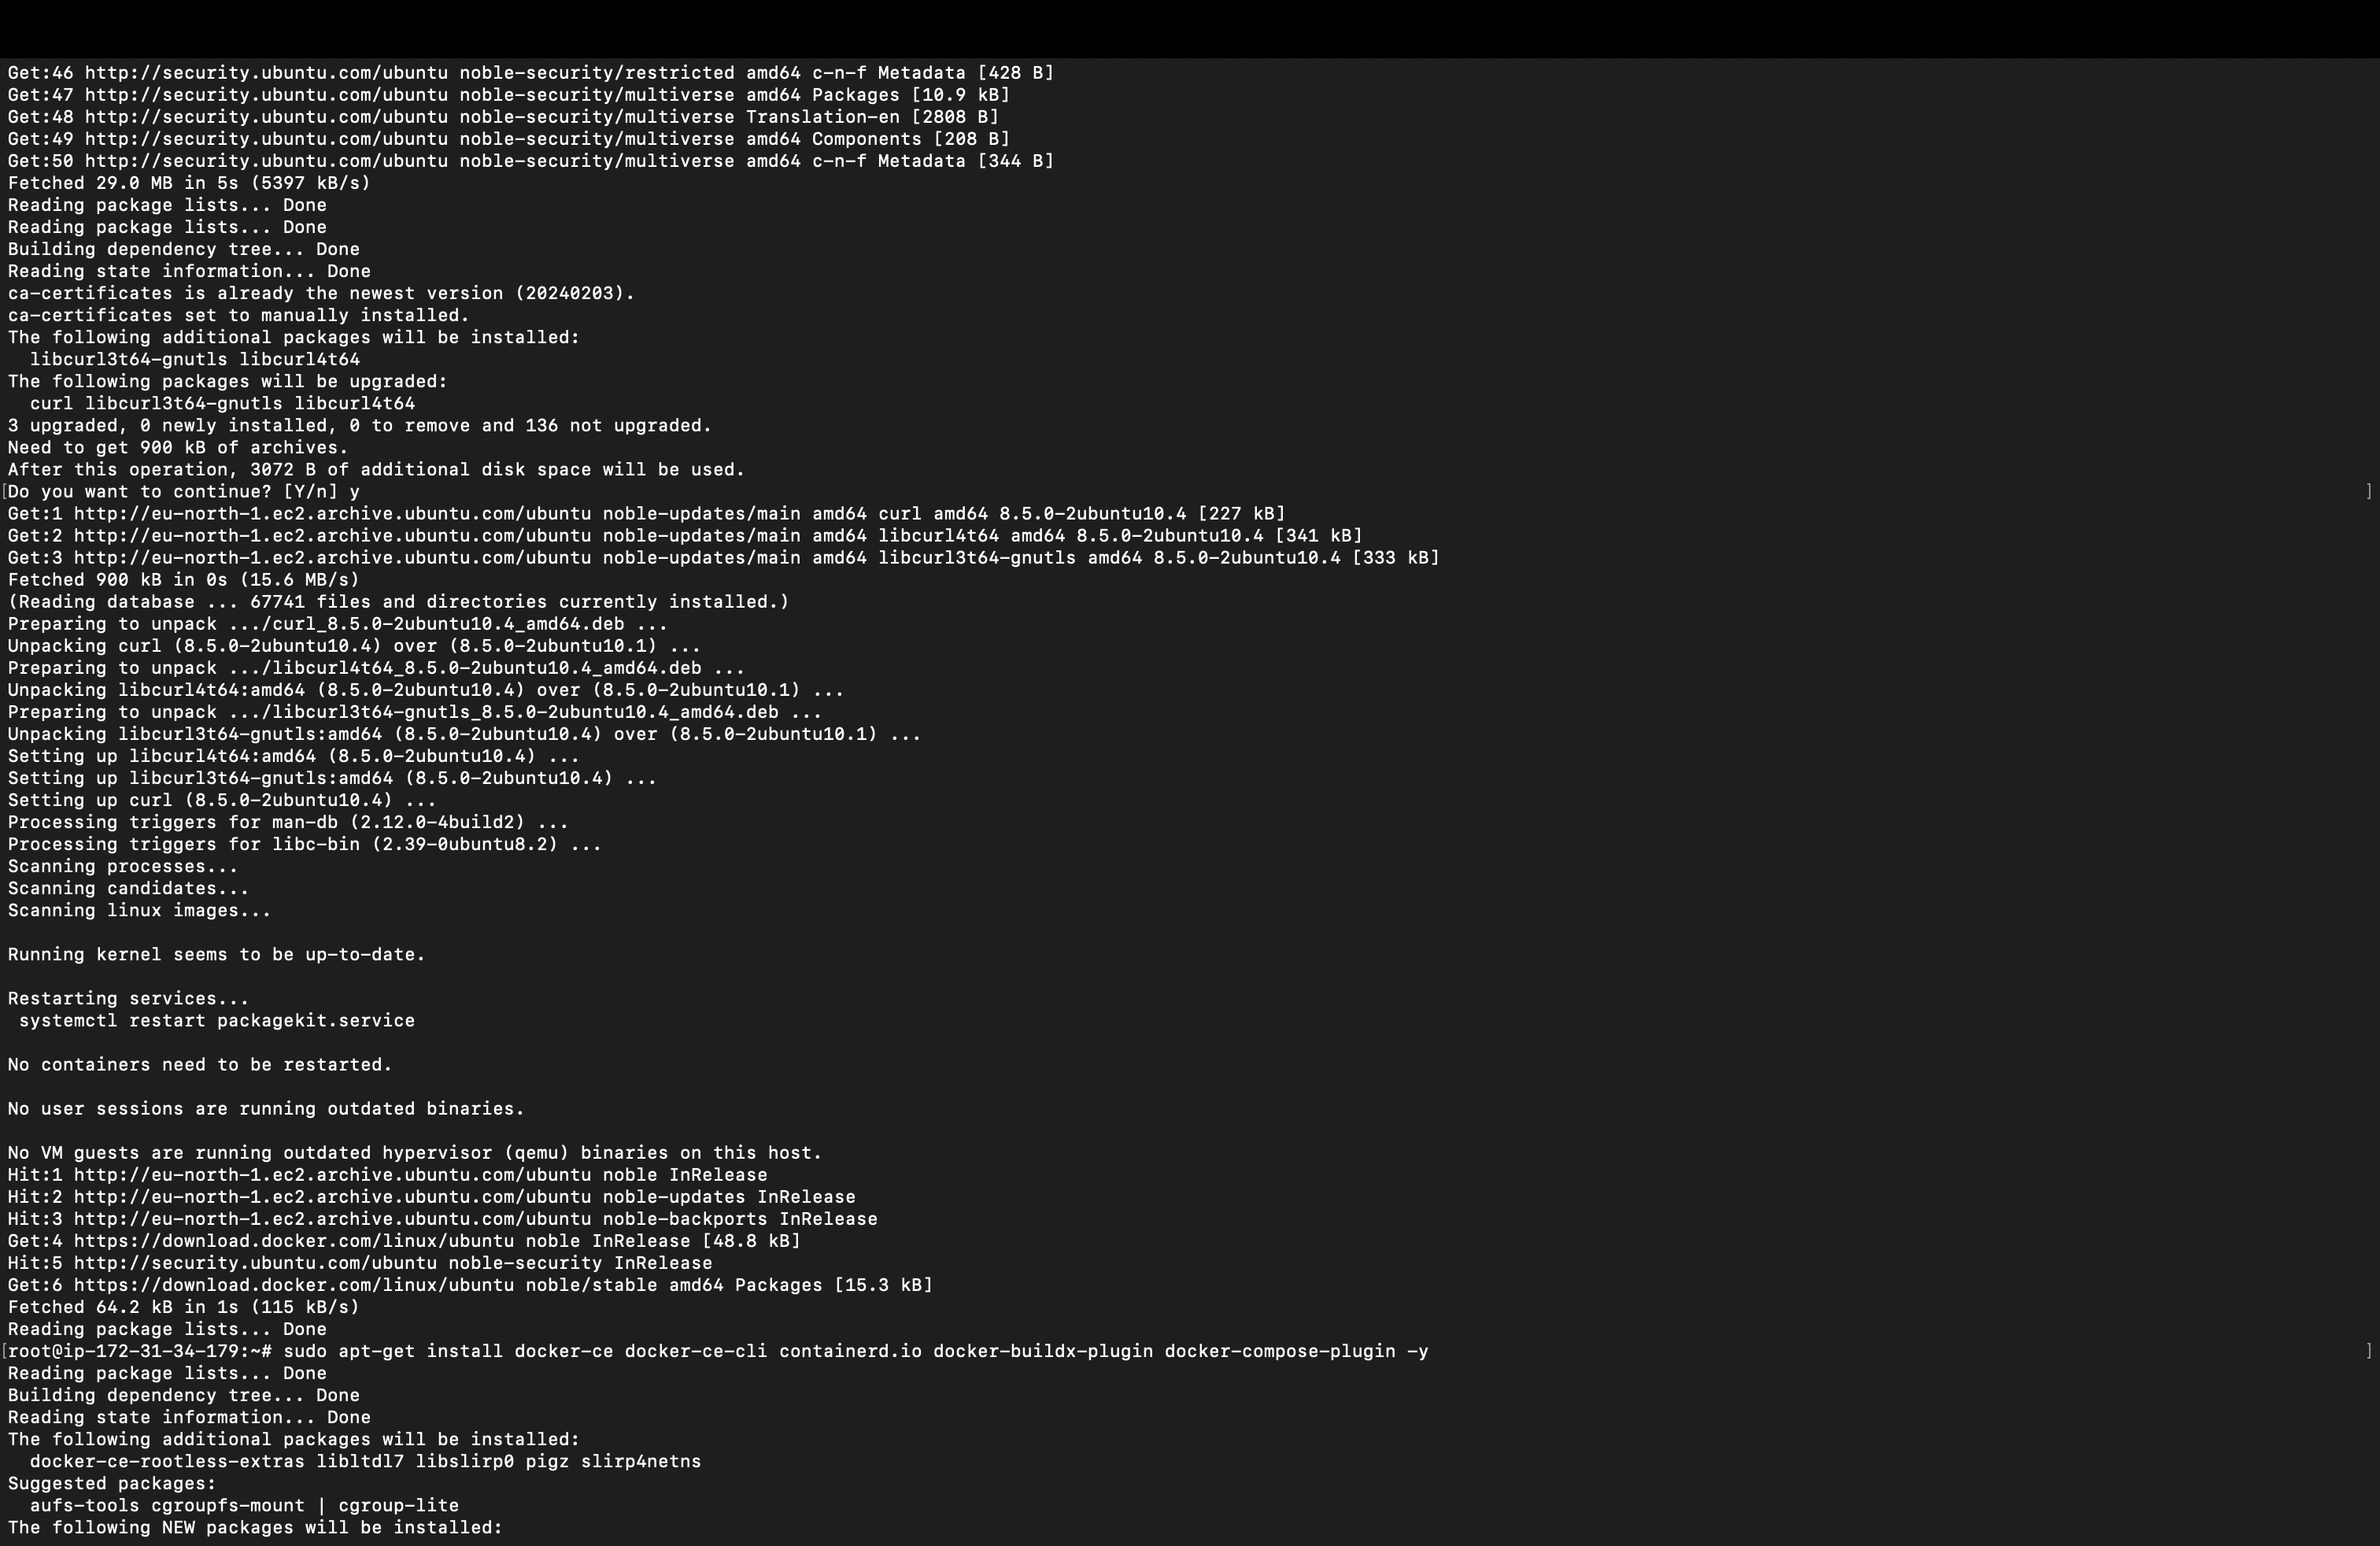 Get:46 http://security.ubuntu.com/ubuntu noble-security/restricted amd64 c-n-f Metadata [428 B]
Get:47 http://security.ubuntu.com/ubuntu noble-security/multiverse amd64 Packages [10.9 kB]
Get:48 http://security.ubuntu.com/ubuntu noble-security/multiverse Translation-en [2808 B]
Get:49 http://security.ubuntu.com/ubuntu noble-security/multiverse amd64 Components [208 B]
Get:50 http://security.ubuntu.com/ubuntu noble-security/multiverse amd64 c-n-f Metadata [344 B]
Fetched 29.0 MB in 5s (5397 kB/s)
Reading package lists... Done
Reading package lists... Done
Building dependency tree... Done
Reading state information... Done
ca-certificates is already the newest version (20240203).
ca-certificates set to manually installed.
The following additional packages will be installed:
  libcurl3t64-gnutls libcurl4t64
The following packages will be upgraded:
  curl libcurl3t64-gnutls libcurl4t64
3 upgraded, 0 newly installed, 0 to remove and 136 not upgraded.
Need to get 900 kB of archives.
After this operation, 3072 B of additional disk space will be used.
[Do you want to continue? [Y/n] y ]
Get:1 http://eu-north-1.ec2.archive.ubuntu.com/ubuntu noble-updates/main amd64 curl amd64 8.5.0-2ubuntu10.4 [227 kB]
Get:2 http://eu-north-1.ec2.archive.ubuntu.com/ubuntu noble-updates/main amd64 libcurl4t64 amd64 8.5.0-2ubuntu10.4 [341 kB]
Get:3 http://eu-north-1.ec2.archive.ubuntu.com/ubuntu noble-updates/main amd64 libcurl3t64-gnutls amd64 8.5.0-2ubuntu10.4 [333 kB]
Fetched 900 kB in 0s (15.6 MB/s)
(Reading database ... 67741 files and directories currently installed.)
Preparing to unpack .../curl_8.5.0-2ubuntu10.4_amd64.deb ...
Unpacking curl (8.5.0-2ubuntu10.4) over (8.5.0-2ubuntu10.1) ...
Preparing to unpack .../libcurl4t64_8.5.0-2ubuntu10.4_amd64.deb ...
Unpacking libcurl4t64:amd64 (8.5.0-2ubuntu10.4) over (8.5.0-2ubuntu10.1) ...
Preparing to unpack .../libcurl3t64-gnutls_8.5.0-2ubuntu10.4_amd64.deb ...
Unpacking libcurl3t64-gnutls:amd64 (8.5.0-2ubuntu10.4) over (8.5.0-2ubuntu10.1) ...
Setting up libcurl4t64:amd64 (8.5.0-2ubuntu10.4) ...
Setting up libcurl3t64-gnutls:amd64 (8.5.0-2ubuntu10.4) ...
Setting up curl (8.5.0-2ubuntu10.4) ...
Processing triggers for man-db (2.12.0-4build2) ...
Processing triggers for libc-bin (2.39-0ubuntu8.2) ...
Scanning processes...
Scanning candidates...
Scanning linux images...

Running kernel seems to be up-to-date.

Restarting services...
 systemctl restart packagekit.service

No containers need to be restarted.

No user sessions are running outdated binaries.

No VM guests are running outdated hypervisor (qemu) binaries on this host.
Hit:1 http://eu-north-1.ec2.archive.ubuntu.com/ubuntu noble InRelease
Hit:2 http://eu-north-1.ec2.archive.ubuntu.com/ubuntu noble-updates InRelease
Hit:3 http://eu-north-1.ec2.archive.ubuntu.com/ubuntu noble-backports InRelease
Get:4 https://download.docker.com/linux/ubuntu noble InRelease [48.8 kB]
Hit:5 http://security.ubuntu.com/ubuntu noble-security InRelease
Get:6 https://download.docker.com/linux/ubuntu noble/stable amd64 Packages [15.3 kB]
Fetched 64.2 kB in 1s (115 kB/s)
Reading package lists... Done
[root@ip-172-31-34-179:~# sudo apt-get install docker-ce docker-ce-cli containerd.io docker-buildx-plugin docker-compose-plugin -y ]
Reading package lists... Done
Building dependency tree... Done
Reading state information... Done
The following additional packages will be installed:
  docker-ce-rootless-extras libltdl7 libslirp0 pigz slirp4netns
Suggested packages:
  aufs-tools cgroupfs-mount | cgroup-lite
The following NEW packages will be installed: